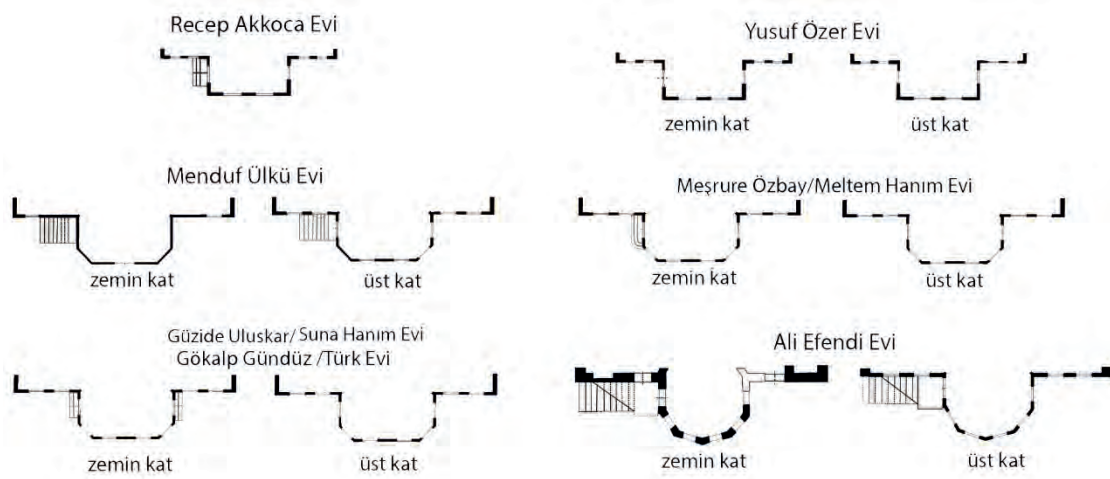 Recep Akkoca Evi
Yusuf Özer Evi
zemin kat
üst kat
Menduf Ülkü Evi
zemin kat
üst kat
Meşrure Özbay/Meltem Hanım Evi
zemin kat
üst kat
Güzide Uluskar/ Suna Hanım Evi
Gökalp Gündüz /Türk Evi
zemin kat
üst kat
Ali Efendi Evi
zemin kat
üst kat